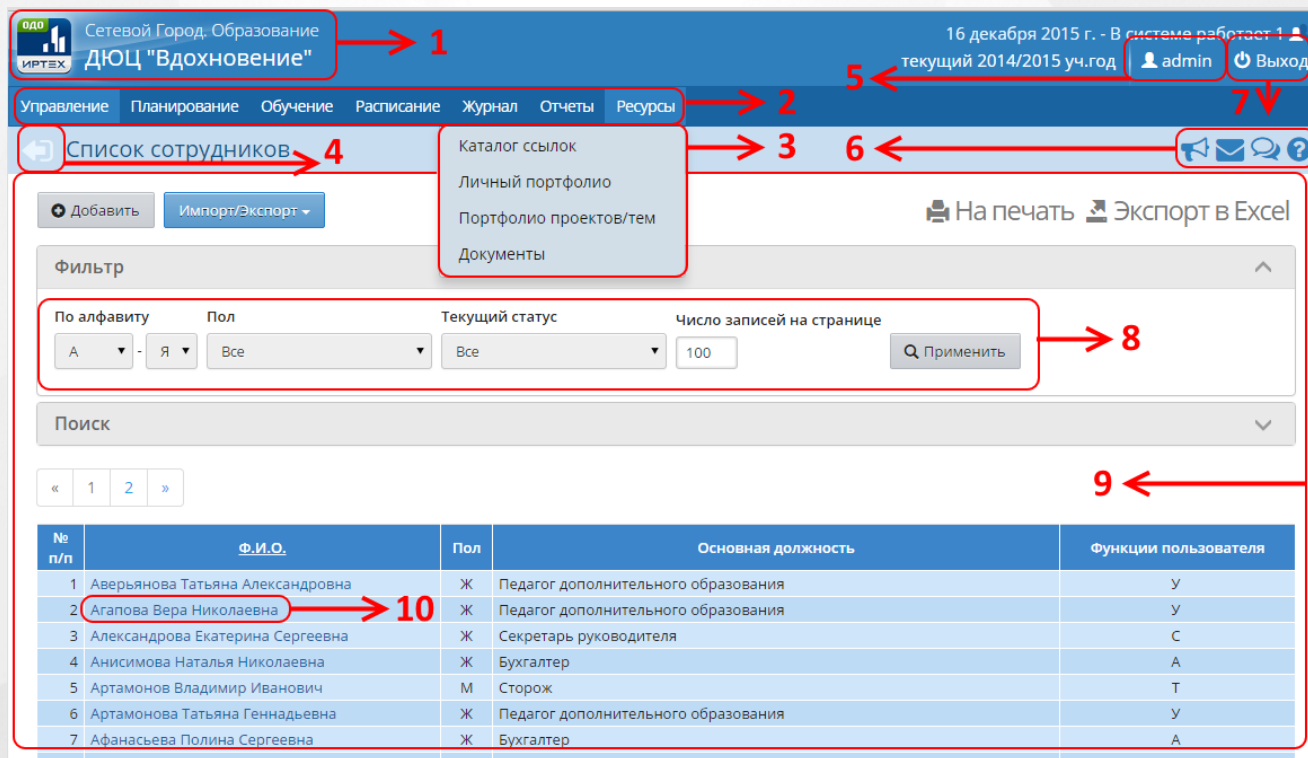 ОДО
ИРТЕХ
Сетевой Город. Образование
ДЮЦ "Вдохновение"
1
16 декабря 2015 г. - В системе работает 1
текущий 2014/2015 уч.год
admin
Выход
5
7
Управление Планирование Обучение Расписание Журнал Отчеты Ресурсы
2
Список сотрудников
4
Каталог ссылок
Личный портфолио
Портфолио проектов/тем
Документы
3
6
?
Добавить
Импорт/Экспорт
На печать
Экспорт в Excel
Фильтр
По алфавиту Пол Текущий статус Число записей на странице
А - Я Все Все 100 Применить
8
Поиск
« 1 2 »
9
№ п/п Ф.И.О. Пол Основная должность Функции пользователя
1 Аверьянова Татьяна Александровна Ж Педагог дополнительного образования У
2 Агапова Вера Николаевна Ж Педагог дополнительного образования У
10
3 Александрова Екатерина Сергеевна Ж Секретарь руководителя С
4 Анисимова Наталья Николаевна Ж Бухгалтер А
5 Артамонов Владимир Иванович М Сторож Т
6 Артамонова Татьяна Геннадьевна Ж Педагог дополнительного образования У
7 Афанасьева Полина Сергеевна Ж Бухгалтер А